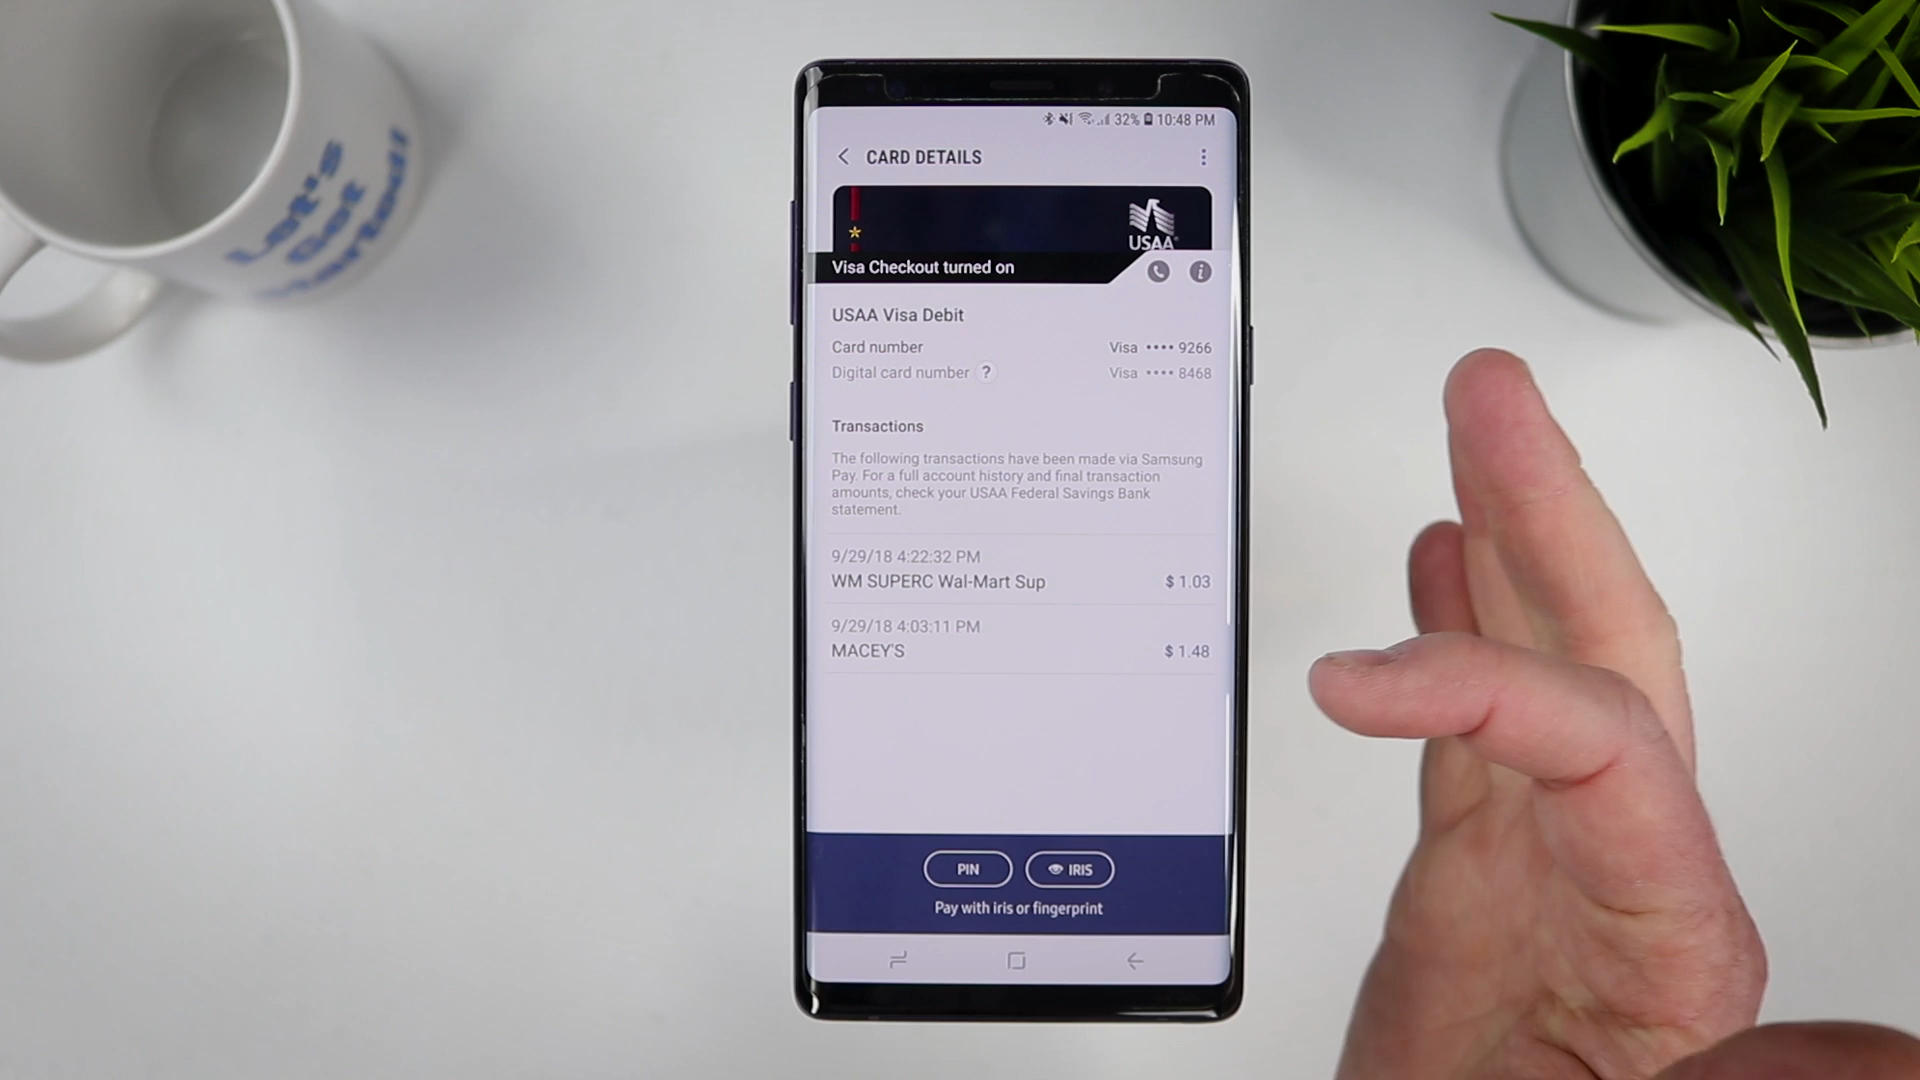 Let's
Get
Started!
32% 10:48 PM
CARD DETAILS
USAA®
Visa Checkout turned on
USAA Visa Debit
Card number Visa •••• 9266
Digital card number ? Visa •••• 8468
Transactions
The following transactions have been made via Samsung
Pay. For a full account history and final transaction
amounts, check your USAA Federal Savings Bank
statement.
9/29/18 4:22:32 PM
WM SUPERC Wal-Mart Sup $ 1.03
9/29/18 4:03:11 PM
MACEY'S $ 1.48
PIN IRIS
Pay with iris or fingerprint